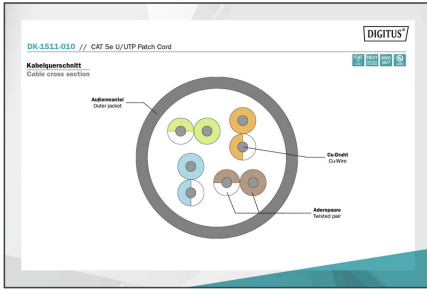 DIGITUS®
DK-1511-010 // CAT 5e U/UTP Patch Cord
Kabelquerschnitt
Cable cross section
Außenmantel
Outer jacket
Cu-Draht
Cu-Wire
Aderspaare
Twisted pair